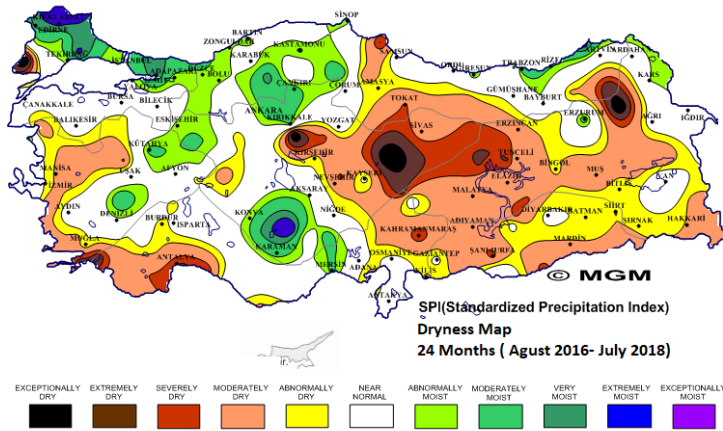 SİNOP
KIRKLARELİ
EDİRNE
BARTIN
ZONGULDAK
KASTAMONU
KARABÜK
TEKİRDAĞ
İSTANBUL
SAMSUN
ARTVİN
ARDAHAN
RİZE
TRABZON
ORDU
GİRESUN
DÜZCE
ADAPAZARI
BOLU
KARS
YALOVA
ÇANKIRI
ÇORUM
AMASYA
GÜMÜŞHANE
BAYBURT
ÇANAKKALE
BURSA
BİLECİK
TOKAT
ANKARA
KIRIKKALE
ERZURUM
AĞRI
IĞDIR
BALIKESİR
ESKİŞEHİR
YOZGAT
SİVAS
ERZİNCAN
KÜTAHYA
KIRŞEHİR
TUNCELİ
BİNGÖL
MUŞ
MANİSA
UŞAK
AFYON
NEVŞEHİR
KAYSERİ
ELAZIĞ
VAN
İZMİR
AKSARAY
MALATYA
BİTLİS
AYDIN
DENİZLİ
BURDUR
ISPARTA
KONYA
NİĞDE
ADIYAMAN
DİYARBAKIR
BATMAN
SİİRT
ŞIRNAK
HAKKARİ
MUĞLA
KARAMAN
KAHRAMANMARAŞ
MARDİN
ANTALYA
MERSİN
ADANA
OSMANİYE
GAZİANTEP
ŞANLIURFA
KİLİS
© MGM
ANTAKYA
SPI(Standardized Precipitation Index)
Dryness Map
24 Months ( Agust 2016- July 2018)
ir.
EXCEPTIONALLY DRY
EXTREMELY DRY
SEVERELY DRY
MODERATELY DRY
ABNORMALLY DRY
NEAR NORMAL
ABNORMALLY MOIST
MODERATELY MOIST
VERY MOIST
EXTREMELY MOIST
EXCEPTIONALLY MOIST